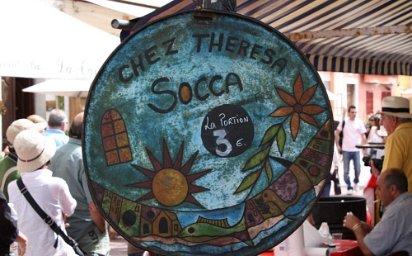 CHEZ THERESA
SOCCA
La PORTION
3 €